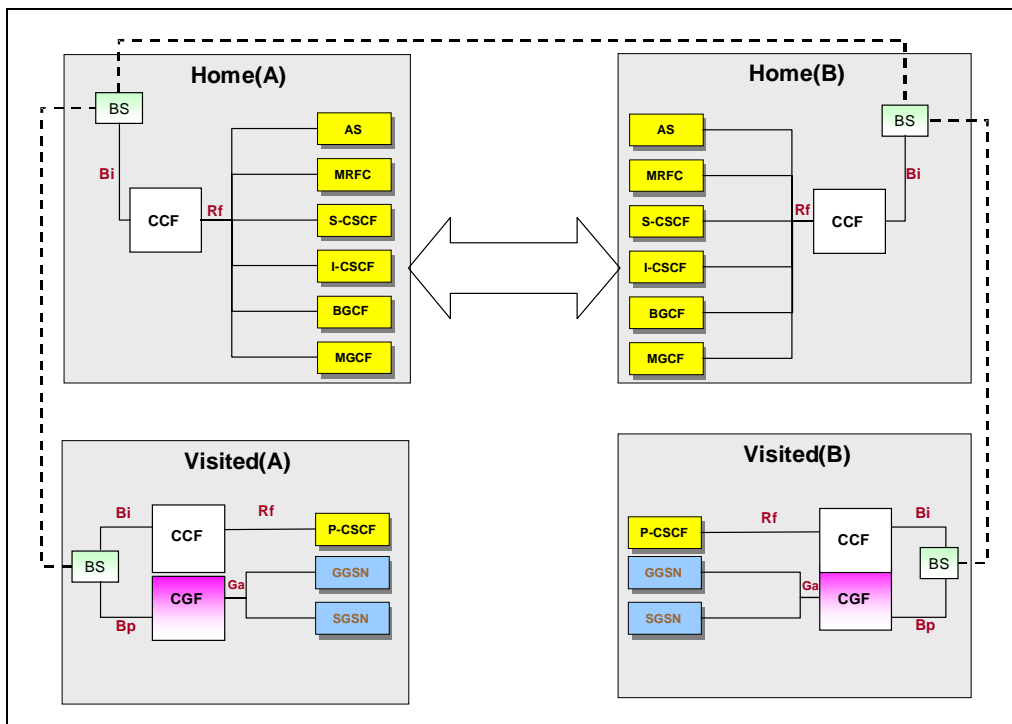 Home(A)
BS
Bi
CCF
Rf
AS
MRFC
S-CSCF
I-CSCF
BGCF
MGCF
Home(B)
AS
MRFC
S-CSCF
I-CSCF
BGCF
MGCF
Rf
CCF
BS
Bi
Visited(A)
BS
Bi
Bp
CCF
CGF
Rf
Ga
P-CSCF
GGSN
SGSN
Visited(B)
P-CSCF
GGSN
SGSN
Rf
Ga
CCF
CGF
Bi
Bp
BS